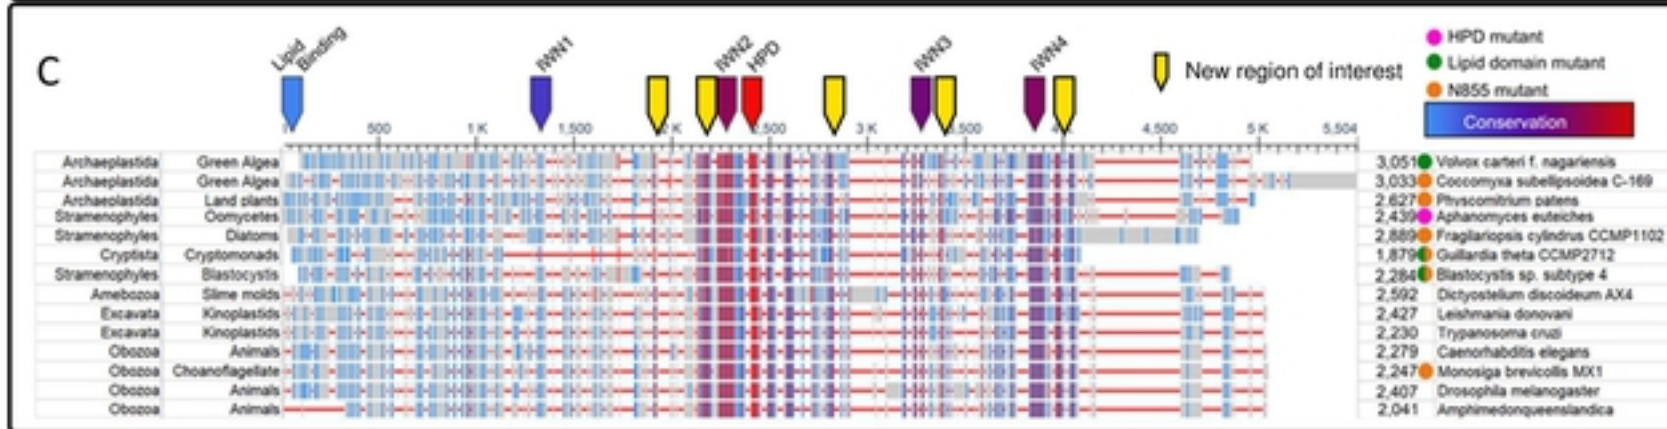 C
Lipid Binding
IWN1
IWN2
HPD
IWN3
IWN4
New region of interest
HPD mutant
Lipid domain mutant
N855 mutant
Conservation
500 1 K 1,500 2 K 2,500 3 K 4,500 5 K 5,504
Archaeplastida Green Algea 3,051 Volvox carteri f. nagariensis
Archaeplastida Green Algea 3,033 Coccomyxa subellipsoidea C-169
Archaeplastida Land plants 2,627 Physcomitrium patens
Stramenophyles Oomycetes 2,439 Aphanomyces euteiches
Stramenophyles Diatoms 2,889 Fragilariopsis cylindrus CCMP1102
Cryptista Cryptomonads 1,879 Guillardia theta CCMP2712
Stramenophyles Blastocystis 2,284 Blastocystis sp. subtype 4
Amebozoa Slime molds 2,592 Dictyostelium discoideum AX4
Excavata Kinoplastids 2,427 Leishmania donovani
Excavata Kinoplastids 2,230 Trypanosoma cruzi
Obozoa Animals 2,279 Caenorhabditis elegans
Obozoa Choanoflagellate 2,247 Monosiga brevicollis MX1
Obozoa Animals 2,407 Drosophila melanogaster
Obozoa Animals 2,041 Amphimedonqueenslandica